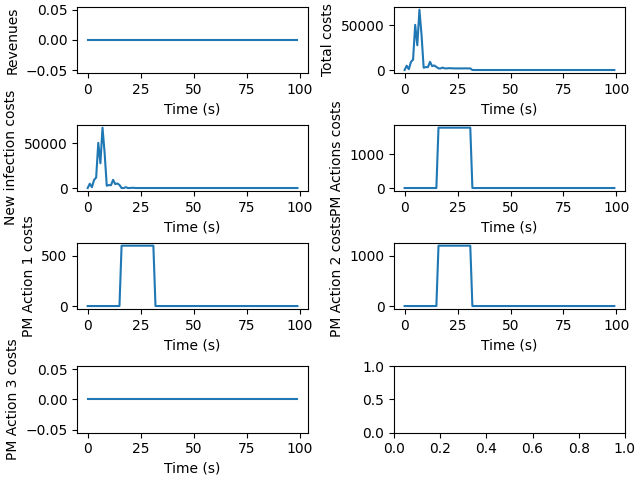 Revenues
0.05
0.00
−0.05
0 25 50 75 100
Time (s)
Total costs
50000
0
0 25 50 75 100
Time (s)
New infection costs
50000
0
0 25 50 75 100
Time (s)
PM Actions costs
1000
0
0 25 50 75 100
Time (s)
PM Action 1 costs
500
0
0 25 50 75 100
Time (s)
PM Action 2 costs
1000
0
0 25 50 75 100
Time (s)
PM Action 3 costs
0.05
0.00
−0.05
0 25 50 75 100
Time (s)
1.0
0.5
0.0
0.0 0.2 0.4 0.6 0.8 1.0